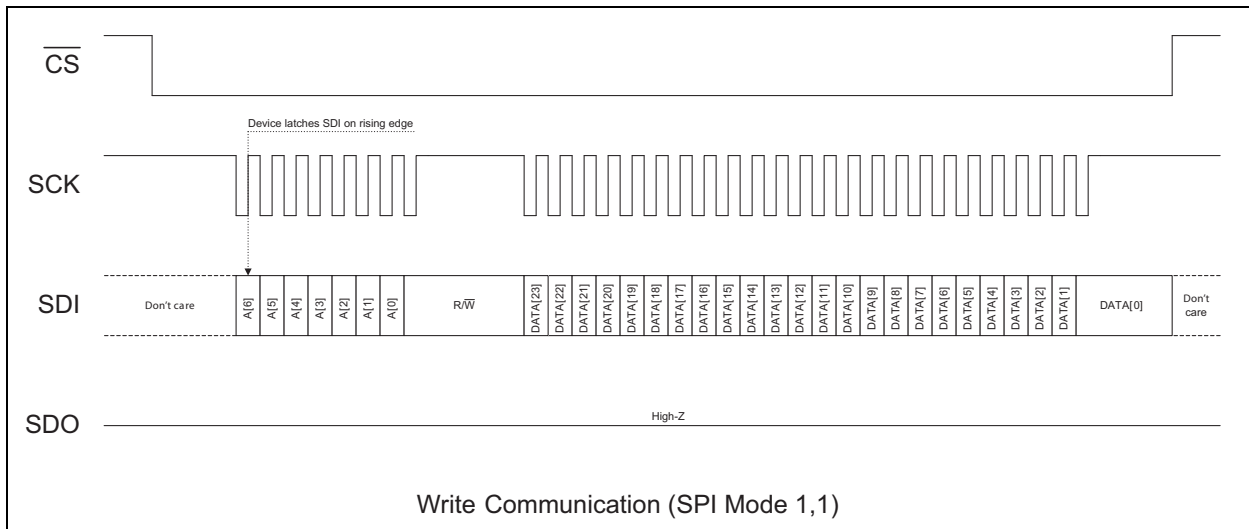 CS
Device latches SDI on rising edge
SCK
SDI
Don't care
A[6]
A[5]
A[4]
A[3]
A[2]
A[1]
A[0]
R/W
DATA[23]
DATA[22]
DATA[21]
DATA[20]
DATA[19]
DATA[18]
DATA[17]
DATA[16]
DATA[15]
DATA[14]
DATA[13]
DATA[12]
DATA[11]
DATA[10]
DATA[9]
DATA[8]
DATA[7]
DATA[6]
DATA[5]
DATA[4]
DATA[3]
DATA[2]
DATA[1]
DATA[0]
Don't
care
SDO
High-Z
Write Communication (SPI Mode 1,1)